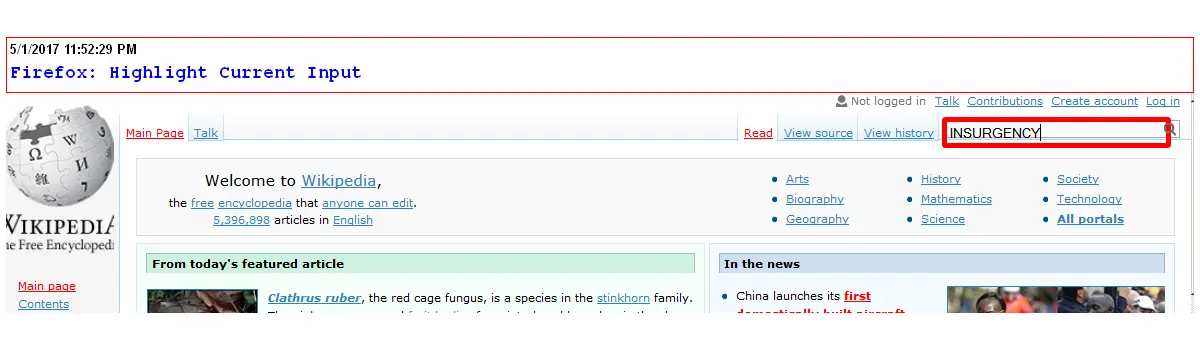 5/1/2017 11:52:29 PM
Firefox: Highlight Current Input
Not logged in Talk Contributions Create account Log in
Main Page Talk Read View source View history INSURGENCY
Welcome to Wikipedia,
the free encyclopedia that anyone can edit.
5,396,898 articles in English
Arts History Society
Biography Mathematics Technology
Geography Science All portals
WIKIPEDIA
he Free Encyclopedi
Main page
Contents
From today's featured article
Clathrus ruber, the red cage fungus, is a species in the stinkhorn family.
In the news
China launches its first
domestically built aircraft